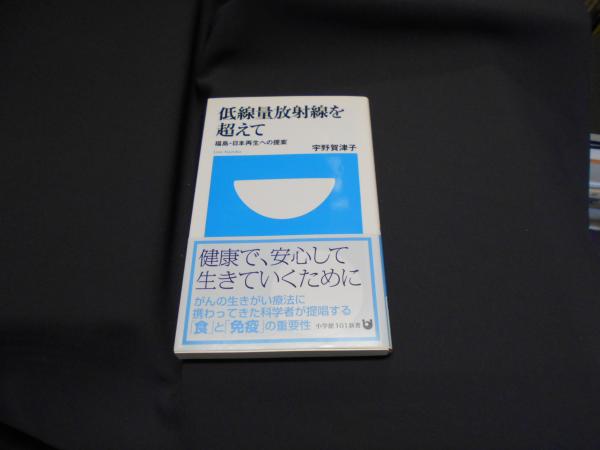 低線量放射線を
超えて
福島・日本再生への提案
宇野賀津子
健康で、安心して
生きていくために
がんの生きがい療法に
携わってきた科学者が提唱する
「食」と「免疫」の重要性
小学館101新書